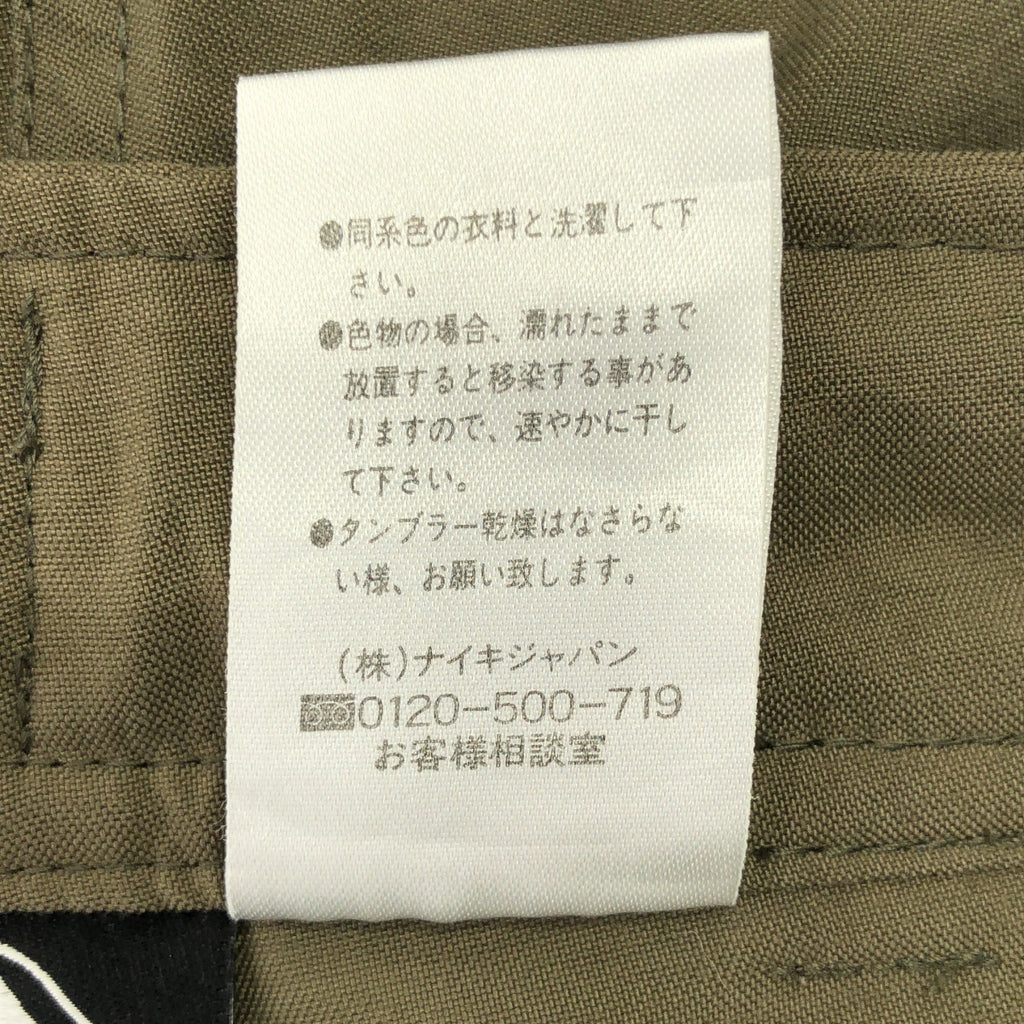 ●同系色の衣料と洗濯して下
さい。
●色物の場合、濡れたままで
放置すると移染する事があ
りますので、速やかに干し
て下さい。
●タンブラー乾燥はなさらな
い様、お願い致します。
(株)ナイキジャパン
0120-500-719
お客様相談室